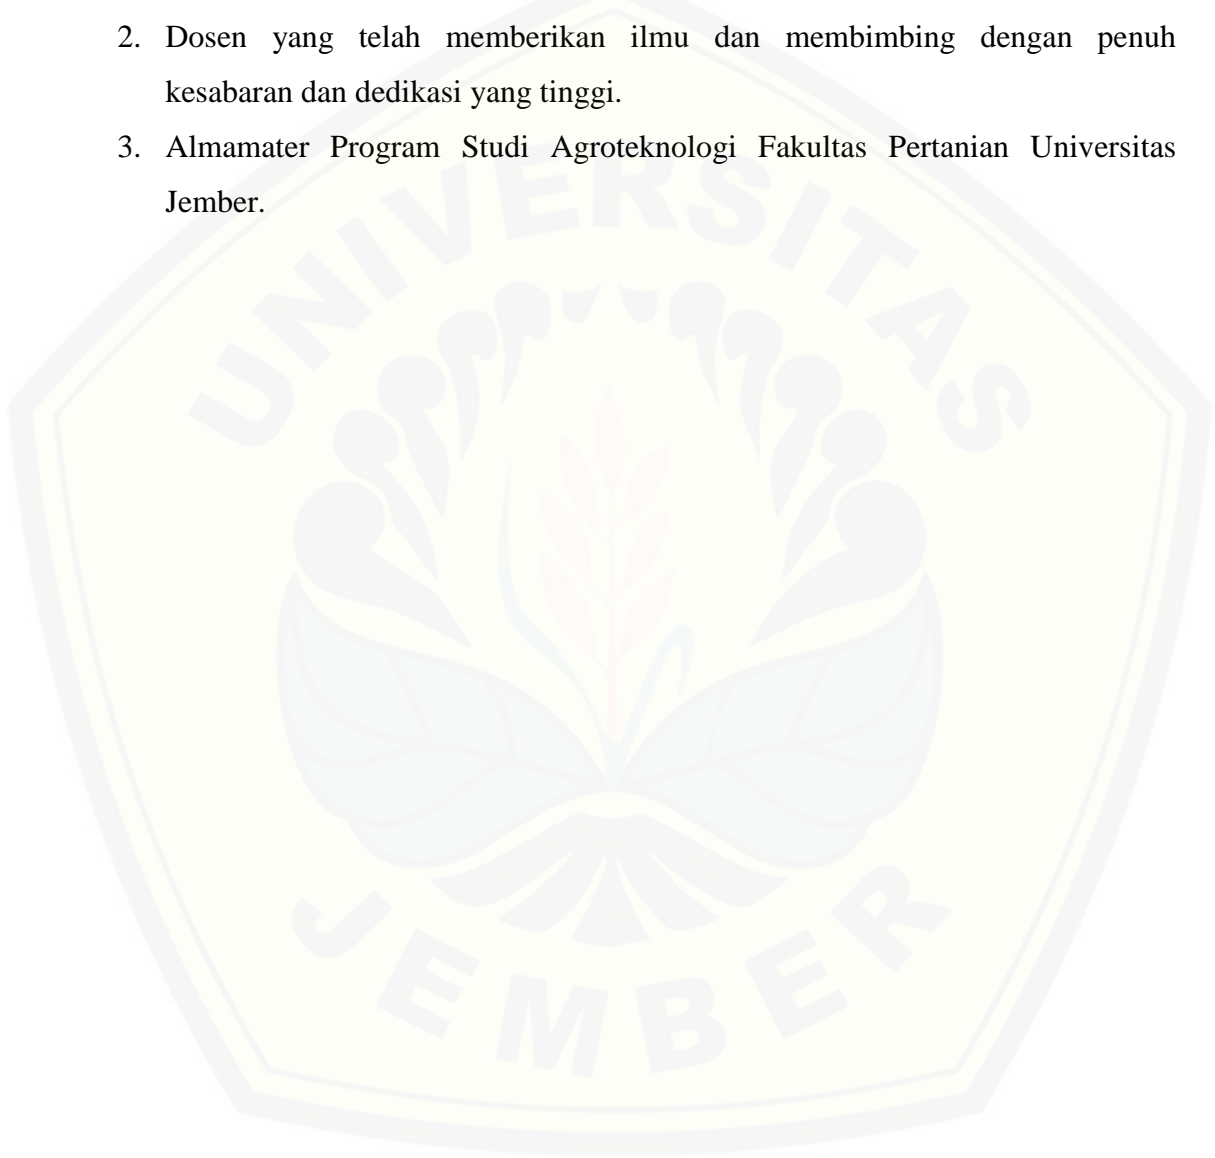 2. Dosen yang telah memberikan ilmu dan membimbing dengan penuh
kesabaran dan dedikasi yang tinggi.
3. Almamater Program Studi Agroteknologi Fakultas Pertanian Universitas
Jember.
UNIVERSITAS
JEMBER